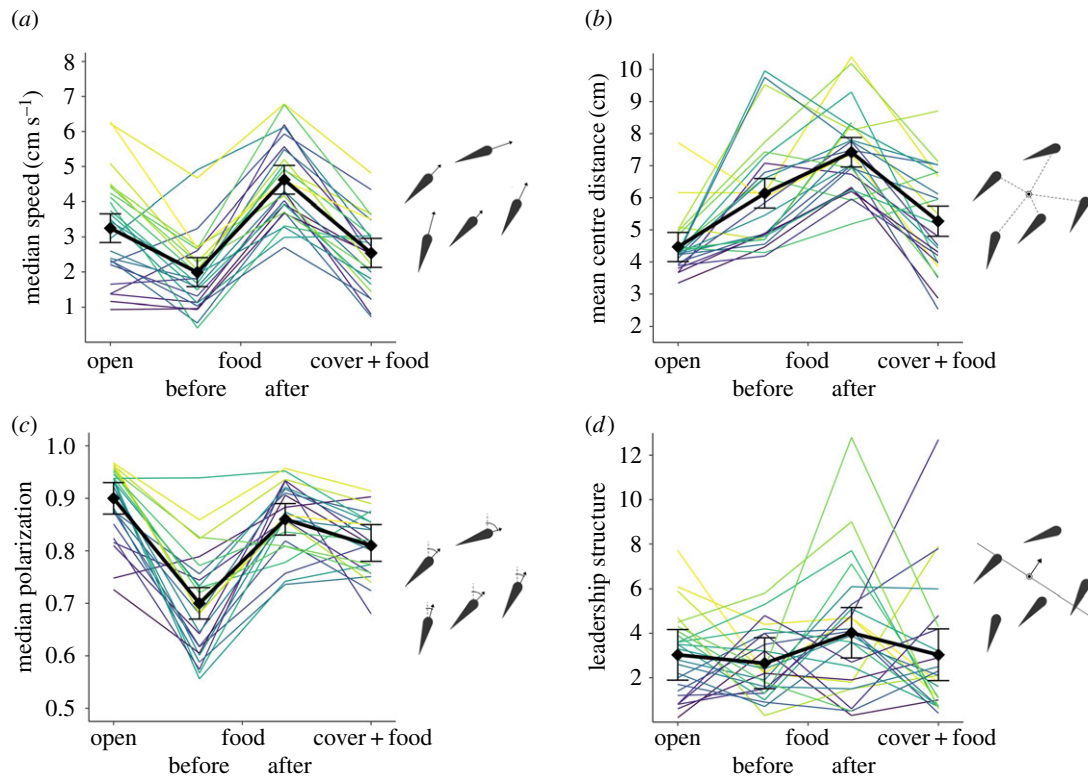 (a)
median speed (cm s−1)
8
7
6
5
4
3
2
1
open
food
cover + food
before
after
(b)
mean centre distance (cm)
10
9
8
7
6
5
4
3
2
open
food
cover + food
before
after
(c)
median polarization
1.0
0.9
0.8
0.7
0.6
0.5
open
food
cover + food
before
after
(d)
leadership structure
12
10
8
6
4
2
open
food
cover + food
before
after